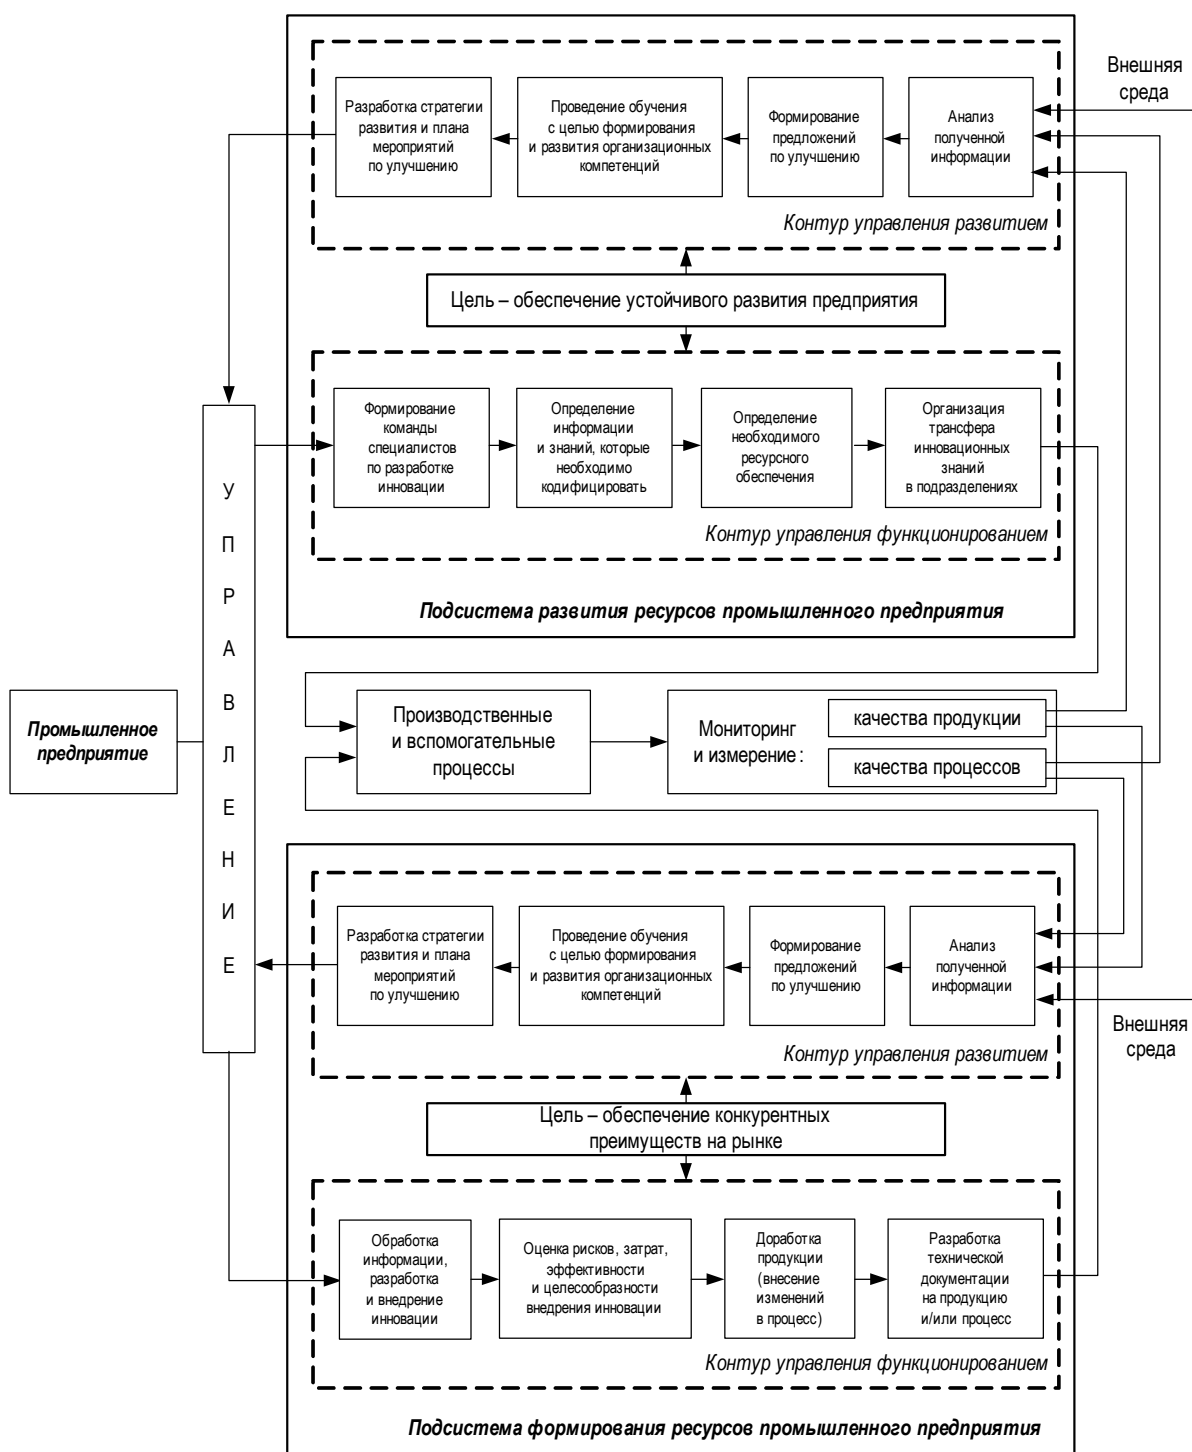 Внешняя
среда
Разработка стратегии
развития и плана
мероприятий
по улучшению
Проведение обучения
с целью формирования
и развития организационных
компетенций
Формирование
предложений
по улучшению
Анализ
полученной
информации
Контур управления развитием
Цель – обеспечение устойчивого развития предприятия
Формирование
команды
специалистов
по разработке
инновации
Определение
информации
и знаний, которые
необходимо
кодифицировать
Определение
необходимого
ресурсного
обеспечения
Организация
трансфера
инновационных
знаний
в подразделениях
Контур управления функционированием
Подсистема развития ресурсов промышленного предприятия
Промышленное
предприятие
У
П
Р
А
В
Л
Е
Н
И
Е
Производственные
и вспомогательные
процессы
Мониторинг
и измерение :
качества продукции
качества процессов
Разработка стратегии
развития и плана
мероприятий
по улучшению
Проведение обучения
с целью формирования
и развития организационных
компетенций
Формирование
предложений
по улучшению
Анализ
полученной
информации
Внешняя
среда
Контур управления развитием
Цель – обеспечение конкурентных
преимуществ на рынке
Обработка
информации,
разработка
и внедрение
инновации
Оценка рисков, затрат,
эффективности
и целесообразности
внедрения инновации
Доработка
продукции
(внесение
изменений
в процесс)
Разработка
технической
документации
на продукцию
и/или процесс
Контур управления функционированием
Подсистема формирования ресурсов промышленного предприятия